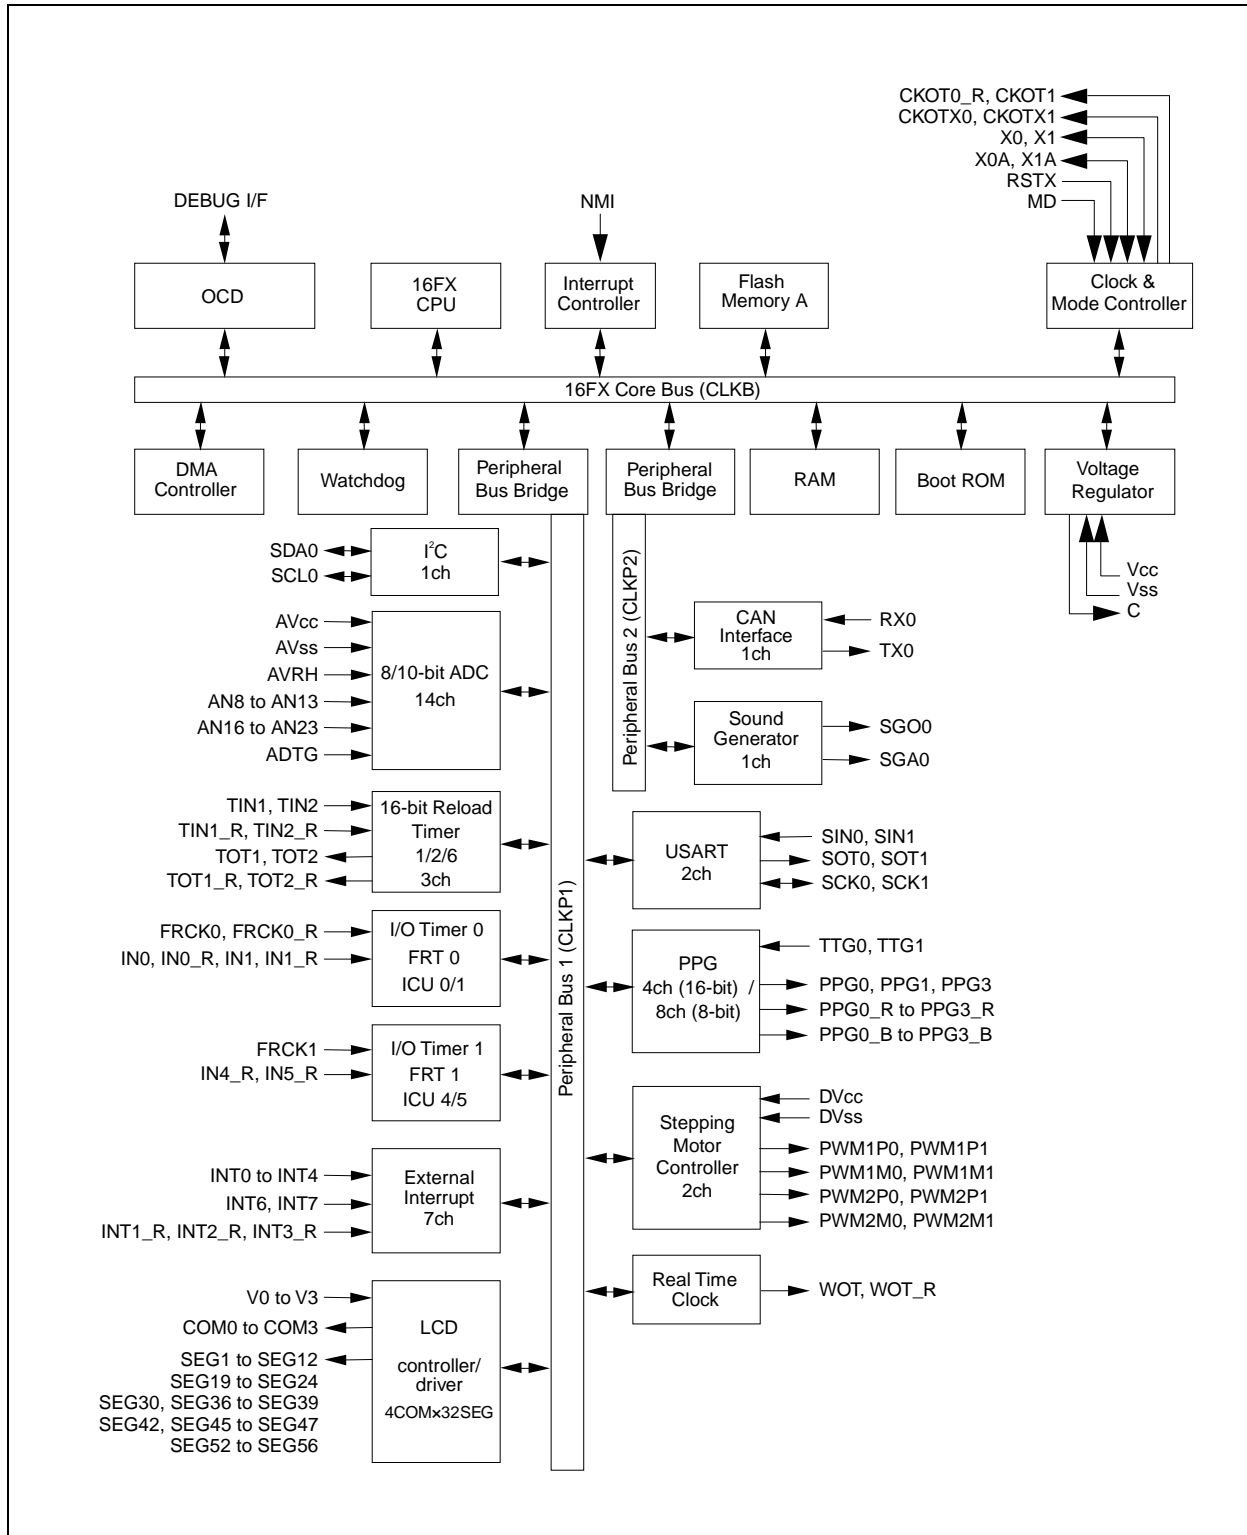 CKOT0_R, CKOT1
CKOTX0, CKOTX1
X0, X1
X0A, X1A
RSTX
MD
DEBUG I/F
NMI
OCD
16FX
CPU
Interrupt
Controller
Flash
Memory A
Clock &
Mode Controller
16FX Core Bus (CLKB)
DMA
Controller
Watchdog
Peripheral
Bus Bridge
Peripheral
Bus Bridge
RAM
Boot ROM
Voltage
Regulator
Vcc
Vss
C
SDA0
SCL0
I²C
1ch
AVcc
AVss
AVRH
AN8 to AN13
AN16 to AN23
ADTG
8/10-bit ADC
14ch
TIN1, TIN2
TIN1_R, TIN2_R
TOT1, TOT2
TOT1_R, TOT2_R
16-bit Reload
Timer
1/2/6
3ch
FRCK0, FRCK0_R
IN0, IN0_R, IN1, IN1_R
I/O Timer 0
FRT 0
ICU 0/1
FRCK1
IN4_R, IN5_R
I/O Timer 1
FRT 1
ICU 4/5
INT0 to INT4
INT6, INT7
INT1_R, INT2_R, INT3_R
External
Interrupt
7ch
V0 to V3
COM0 to COM3
SEG1 to SEG12
SEG19 to SEG24
SEG30, SEG36 to SEG39
SEG42, SEG45 to SEG47
SEG52 to SEG56
LCD
controller/
driver
4COM×32SEG
Peripheral Bus 1 (CLKP1)
Peripheral Bus 2 (CLKP2)
CAN
Interface
1ch
RX0
TX0
Sound
Generator
1ch
SGO0
SGA0
USART
2ch
SIN0, SIN1
SOT0, SOT1
SCK0, SCK1
PPG
4ch (16-bit) /
8ch (8-bit)
TTG0, TTG1
PPG0, PPG1, PPG3
PPG0_R to PPG3_R
PPG0_B to PPG3_B
Stepping
Motor
Controller
2ch
DVcc
DVss
PWM1P0, PWM1P1
PWM1M0, PWM1M1
PWM2P0, PWM2P1
PWM2M0, PWM2M1
Real Time
Clock
WOT, WOT_R